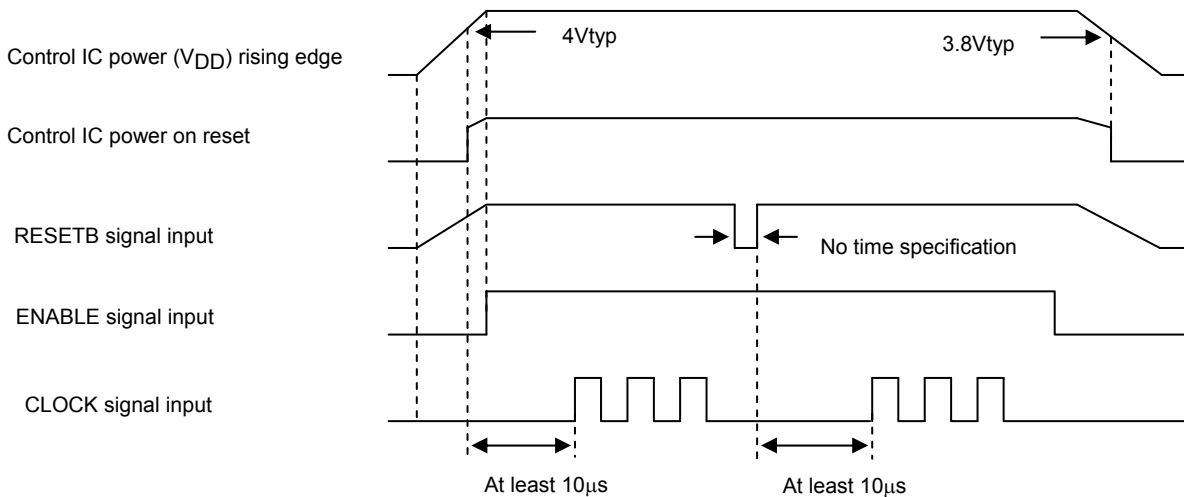 4Vtyp
3.8Vtyp
Control IC power (VDD) rising edge
Control IC power on reset
RESETB signal input
No time specification
ENABLE signal input
CLOCK signal input
At least 10μs
At least 10μs